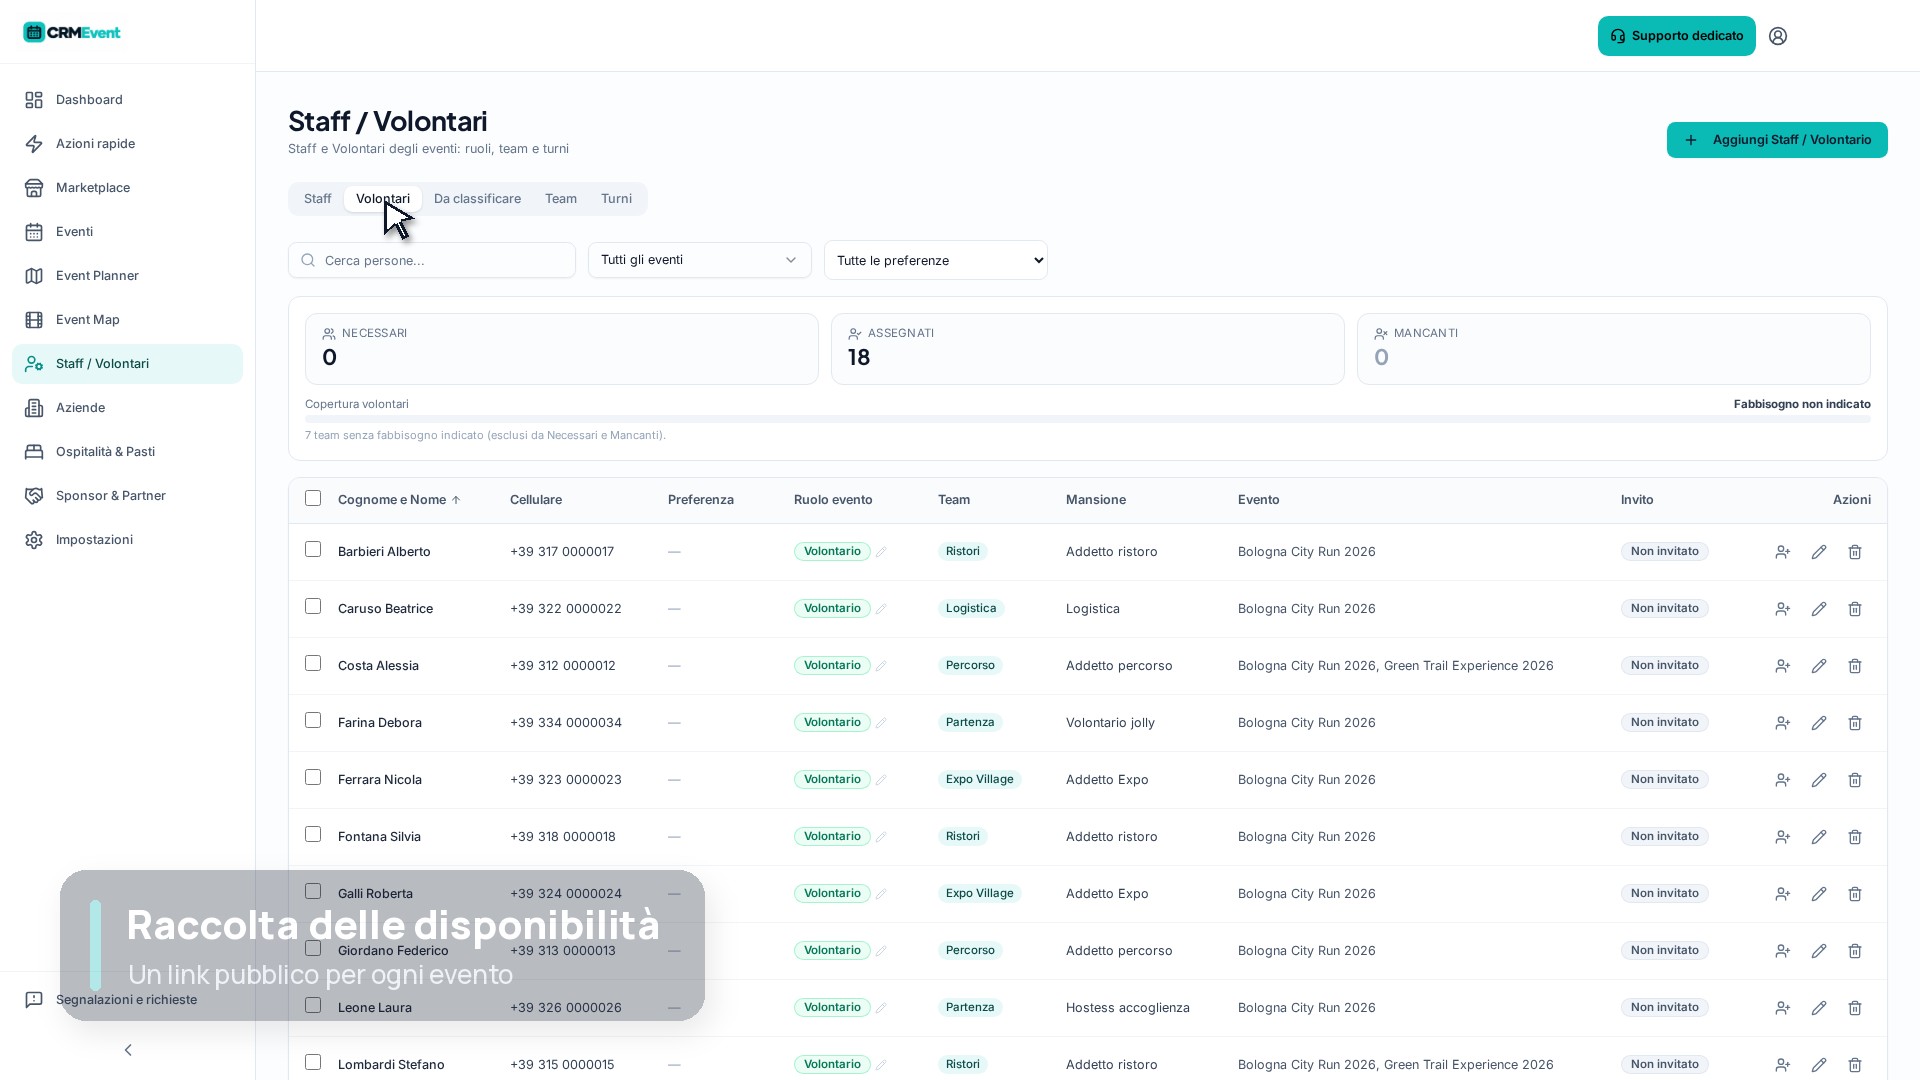 CRMEvent
Supporto dedicato
Dashboard
Azioni rapide
Marketplace
Eventi
Event Planner
Event Map
Staff / Volontari
Aziende
Ospitalità & Pasti
Sponsor & Partner
Impostazioni
Segnalazioni e richieste
Staff / Volontari
Staff e Volontari degli eventi: ruoli, team e turni
Aggiungi Staff / Volontario
Staff Volontari Da classificare Team Turni
Cerca persone... Tutti gli eventi Tutte le preferenze
NECESSARI ASSEGNATI MANCANTI
0 18 0
Copertura volontari Fabbisogno non indicato
7 team senza fabbisogno indicato (esclusi da Necessari e Mancanti).
Cognome e Nome Cellulare Preferenza Ruolo evento Team Mansione Evento Invito Azioni
Barbieri Alberto +39 317 0000017 — Volontario Ristori Addetto ristoro Bologna City Run 2026 Non invitato
Caruso Beatrice +39 322 0000022 — Volontario Logistica Logistica Bologna City Run 2026 Non invitato
Costa Alessia +39 312 0000012 — Volontario Percorso Addetto percorso Bologna City Run 2026, Green Trail Experience 2026 Non invitato
Farina Debora +39 334 0000034 — Volontario Partenza Volontario jolly Bologna City Run 2026 Non invitato
Ferrara Nicola +39 323 0000023 — Volontario Expo Village Addetto Expo Bologna City Run 2026 Non invitato
Fontana Silvia +39 318 0000018 — Volontario Ristori Addetto ristoro Bologna City Run 2026 Non invitato
Galli Roberta +39 324 0000024 — Volontario Expo Village Addetto Expo Bologna City Run 2026 Non invitato
Giordano Federico +39 313 0000013 — Volontario Percorso Addetto percorso Bologna City Run 2026 Non invitato
Leone Laura +39 326 0000026 — Volontario Partenza Hostess accoglienza Bologna City Run 2026 Non invitato
Lombardi Stefano +39 315 0000015 — Volontario Ristori Addetto ristoro Bologna City Run 2026, Green Trail Experience 2026 Non invitato
Raccolta delle disponibilità
Un link pubblico per ogni evento